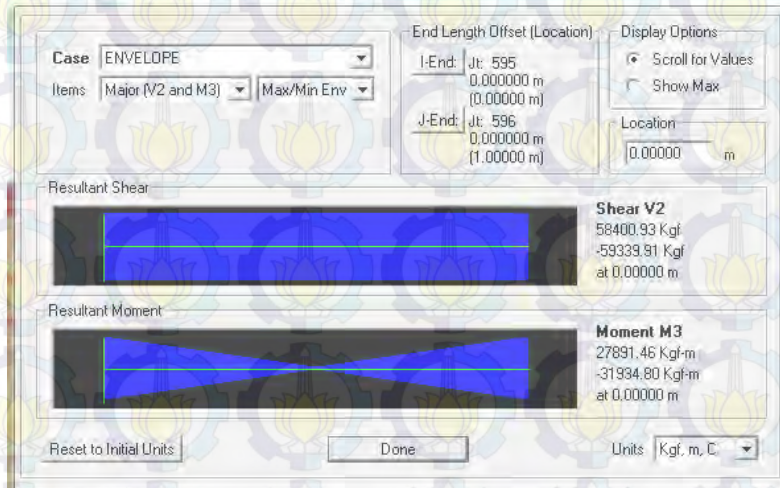 Case ENVELOPE
Items Major (V2 and M3) Max/Min Env
End Length Offset (Location)
I-End: Jt: 595
0.000000 m
(0.00000 m)
J-End: Jt: 596
0.000000 m
(1.00000 m)
Display Options
Scroll for Values
Show Max
Location
0.00000 m
Resultant Shear
Shear V2
58400.93 Kgf
-59339.91 Kgf
at 0.00000 m
Resultant Moment
Moment M3
27891.46 Kgf-m
-31934.80 Kgf-m
at 0.00000 m
Reset to Initial Units
Done
Units Kgf, m, C